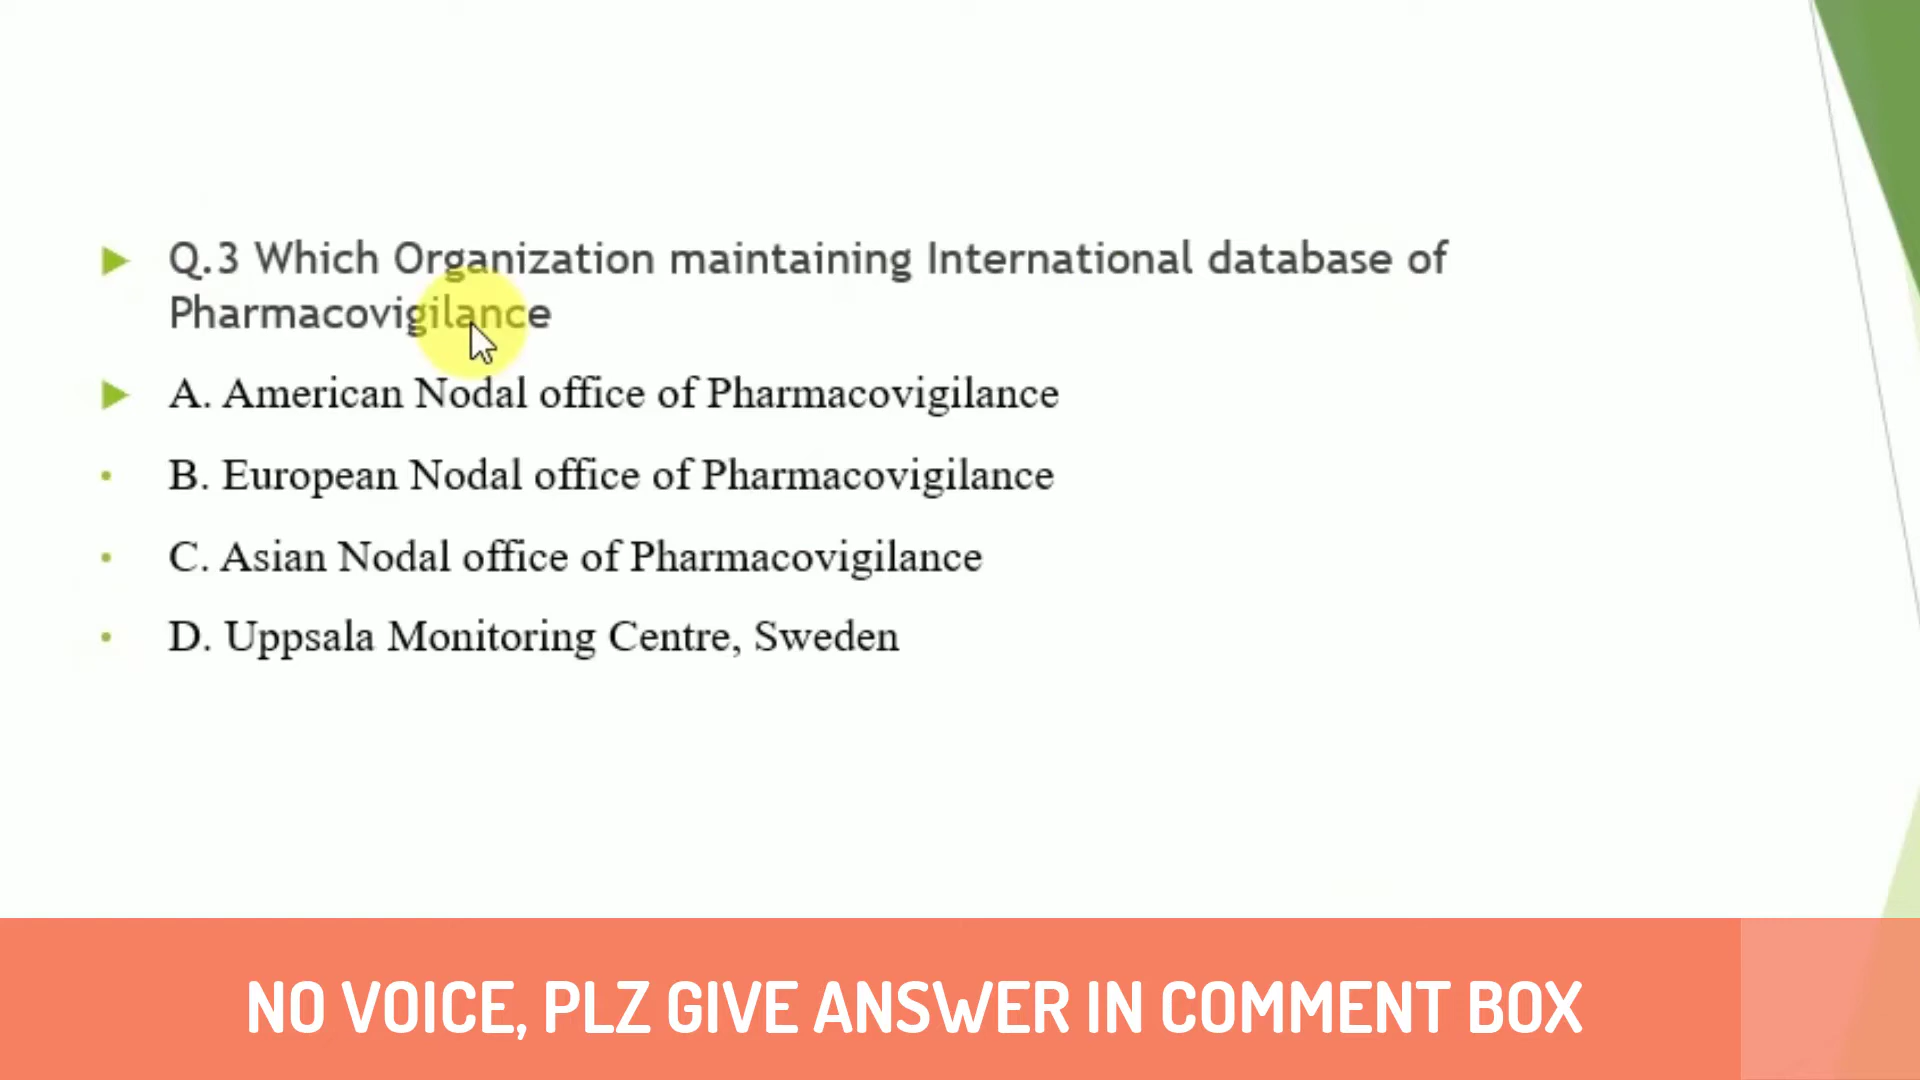 Q.3 Which Organization maintaining International database of
Pharmacovigilance
A. American Nodal office of Pharmacovigilance
B. European Nodal office of Pharmacovigilance
C. Asian Nodal office of Pharmacovigilance
D. Uppsala Monitoring Centre, Sweden
NO VOICE, PLZ GIVE ANSWER IN COMMENT BOX